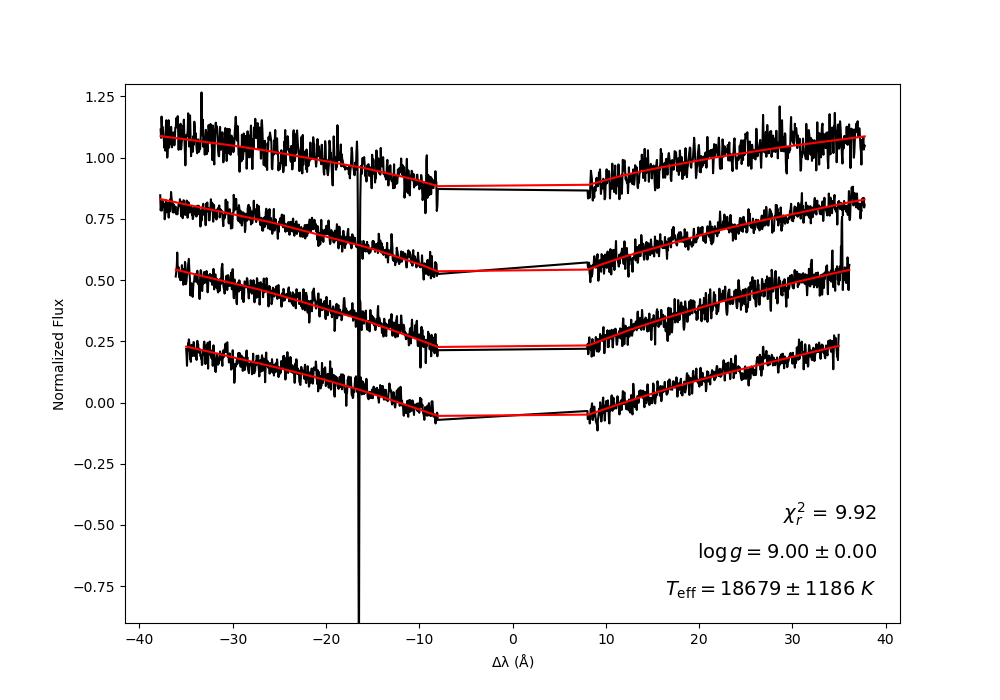 1.25
1.00
0.75
0.50
0.25
0.00
−0.25
−0.50
−0.75
Normalized Flux
χ²ᵣ = 9.92
log g = 9.00 ± 0.00
T_eff = 18679 ± 1186 K
−40 −30 −20 −10 0 10 20 30 40
Δλ (Å)